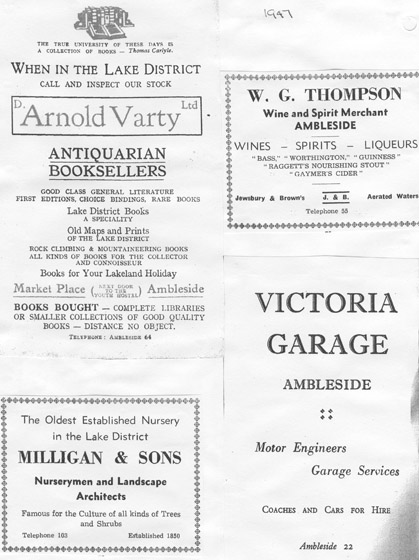 1947
THE TRUE UNIVERSITY OF THESE DAYS IS
A COLLECTION OF BOOKS — Thomas Carlyle.
WHEN IN THE LAKE DISTRICT
CALL AND INSPECT OUR STOCK
D. Arnold Varty Ltd
ANTIQUARIAN
BOOKSELLERS
GOOD CLASS GENERAL LITERATURE
FIRST EDITIONS, CHOICE BINDINGS, RARE BOOKS
Lake District Books
A SPECIALITY
Old Maps and Prints
OF THE LAKE DISTRICT
ROCK CLIMBING & MOUNTAINEERING BOOKS
ALL KINDS OF BOOKS FOR THE COLLECTOR
AND CONNOISSEUR
Books for Your Lakeland Holiday
Market Place (NEXT DOOR TO THE YOUTH HOSTEL) Ambleside
BOOKS BOUGHT — COMPLETE LIBRARIES
OR SMALLER COLLECTIONS OF GOOD QUALITY
BOOKS — DISTANCE NO OBJECT.
TELEPHONE : AMBLESIDE 64
W. G. THOMPSON
Wine and Spirit Merchant
AMBLESIDE
WINES – SPIRITS – LIQUEURS
"BASS," "WORTHINGTON," "GUINNESS"
"RAGGETT'S NOURISHING STOUT"
"GAYMER'S CIDER"
Jewsbury & Brown's J. & B. Aerated Waters
Telephone 55
The Oldest Established Nursery
in the Lake District
MILLIGAN & SONS
Nurserymen and Landscape
Architects
Famous for the Culture of all kinds of Trees
and Shrubs
Telephone 103 Established 1850
VICTORIA
GARAGE
AMBLESIDE
Motor Engineers
Garage Services
COACHES AND CARS FOR HIRE
Ambleside 22